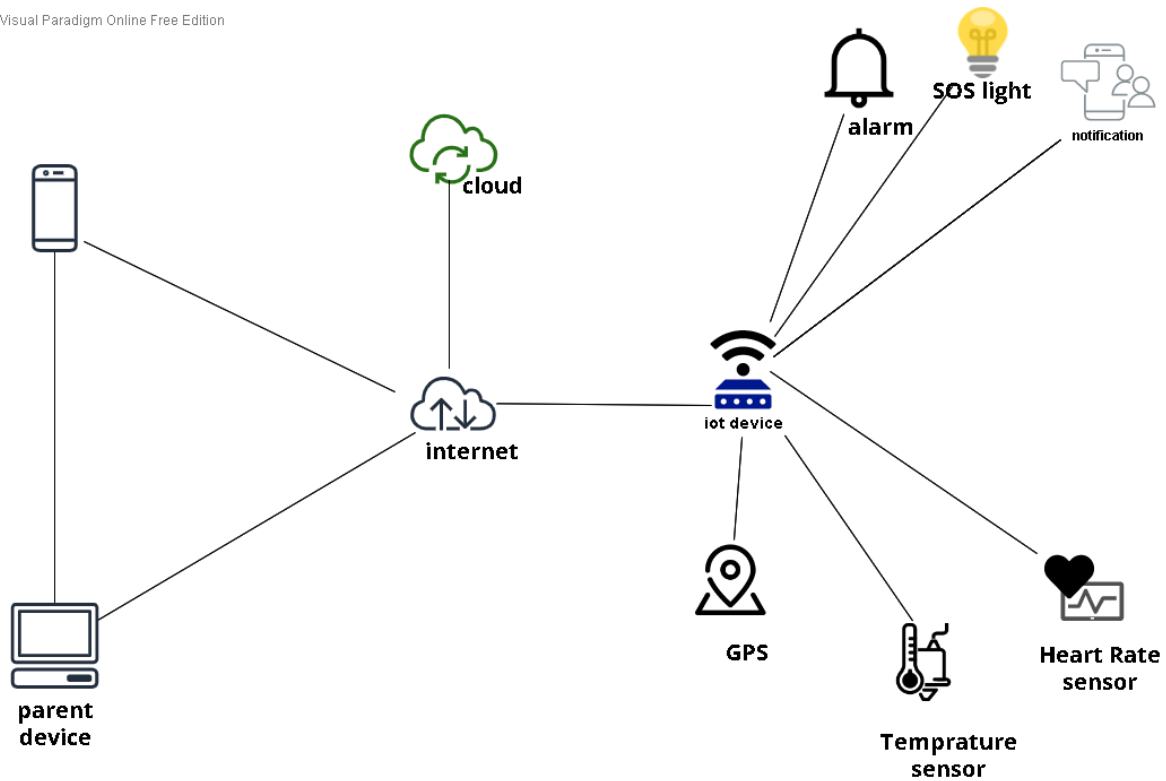 Visual Paradigm Online Free Edition
SOS light
alarm
notification
cloud
iot device
internet
GPS
Heart Rate
sensor
parent
device
Temprature
sensor